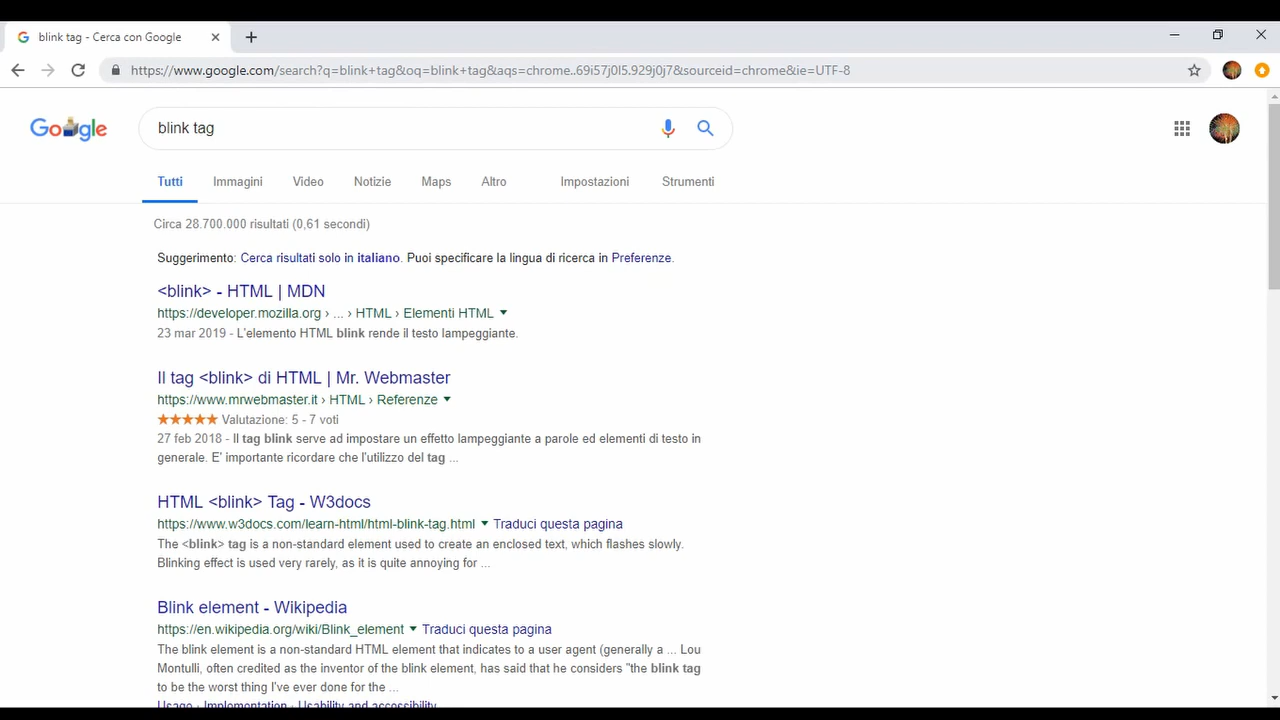 blink tag - Cerca con Google
https://www.google.com/search?q=blink+tag&oq=blink+tag&aqs=chrome..69i57j0l5.929j0j7&sourceid=chrome&ie=UTF-8
Google
blink tag
Tutti Immagini Video Notizie Maps Altro Impostazioni Strumenti
Circa 28.700.000 risultati (0,61 secondi)
Suggerimento: Cerca risultati solo in italiano. Puoi specificare la lingua di ricerca in Preferenze.
<blink> - HTML | MDN
https://developer.mozilla.org › ... › HTML › Elementi HTML
23 mar 2019 - L'elemento HTML blink rende il testo lampeggiante.
Il tag <blink> di HTML | Mr. Webmaster
https://www.mrwebmaster.it › HTML › Referenze
★★★★★ Valutazione: 5 - 7 voti
27 feb 2018 - Il tag blink serve ad impostare un effetto lampeggiante a parole ed elementi di testo in
generale. E' importante ricordare che l'utilizzo del tag ...
HTML <blink> Tag - W3docs
https://www.w3docs.com/learn-html/html-blink-tag.html Traduci questa pagina
The <blink> tag is a non-standard element used to create an enclosed text, which flashes slowly.
Blinking effect is used very rarely, as it is quite annoying for ...
Blink element - Wikipedia
https://en.wikipedia.org/wiki/Blink_element Traduci questa pagina
The blink element is a non-standard HTML element that indicates to a user agent (generally a ... Lou
Montulli, often credited as the inventor of the blink element, has said that he considers "the blink tag
to be the worst thing I've ever done for the ...
Usage · Implementation · Usability and accessibility